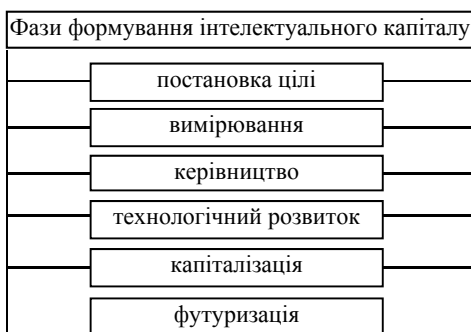 Фази формування інтелектуального капіталу
постановка цілі
вимірювання
керівництво
технологічний розвиток
капіталізація
футуризація